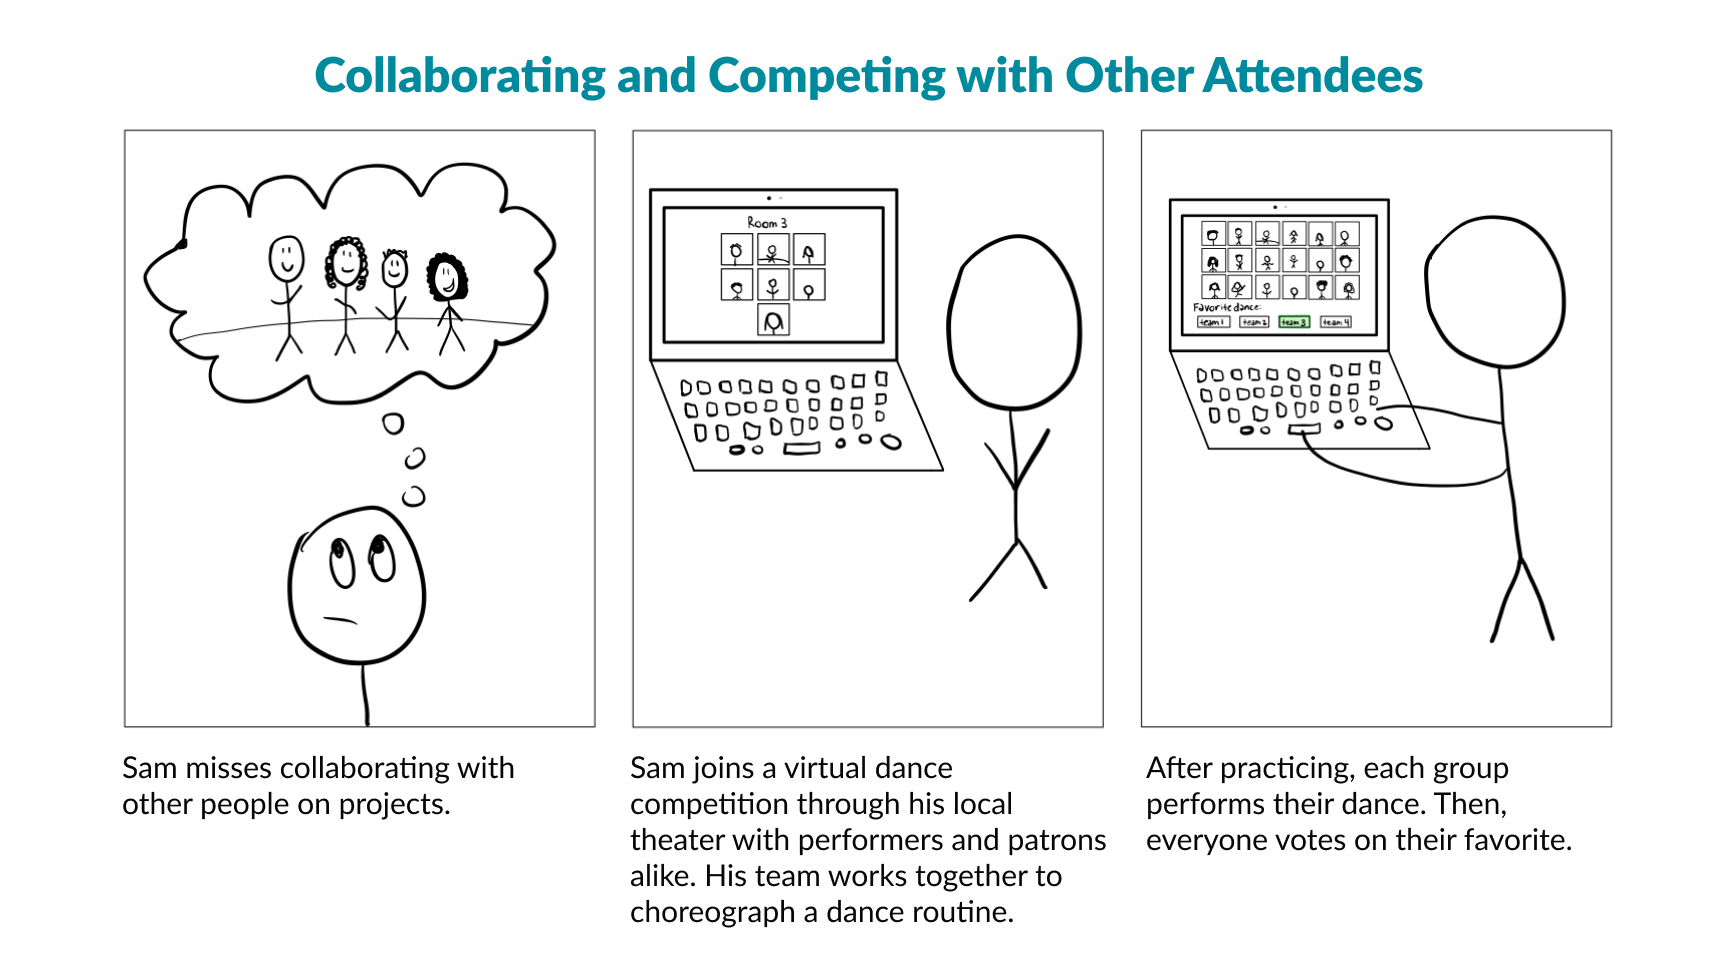 Collaborating and Competing with Other Attendees
Room 3
Favorite dance:
team 1 team 2 team 3 team 4
Sam misses collaborating with
other people on projects.
Sam joins a virtual dance
competition through his local
theater with performers and patrons
alike. His team works together to
choreograph a dance routine.
After practicing, each group
performs their dance. Then,
everyone votes on their favorite.